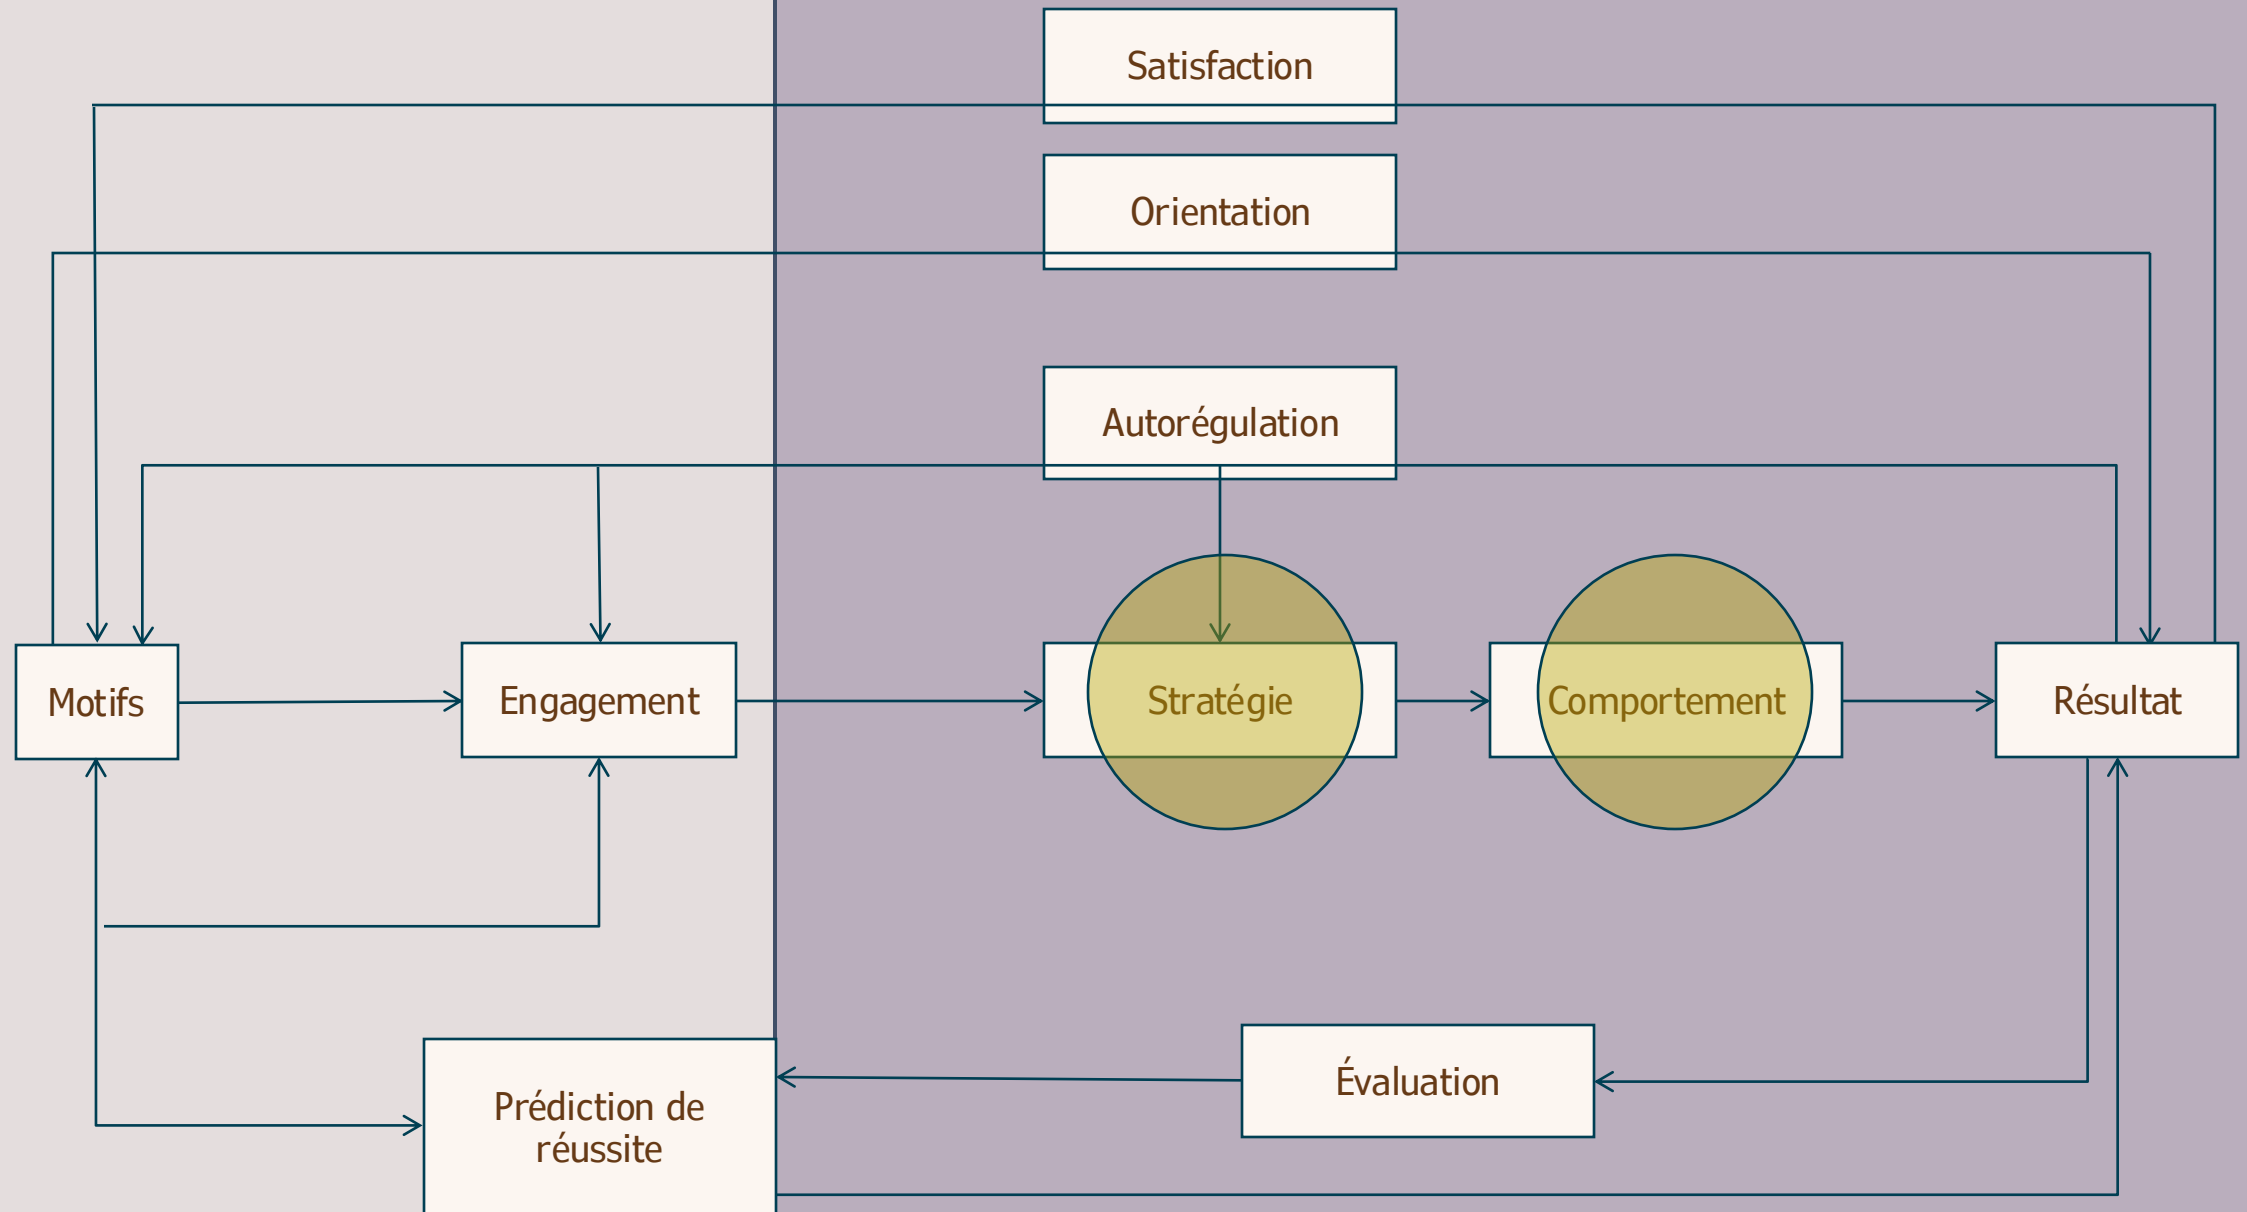 Satisfaction
Orientation
Autorégulation
Motifs
Engagement
Stratégie
Comportement
Résultat
Évaluation
Prédiction de
réussite